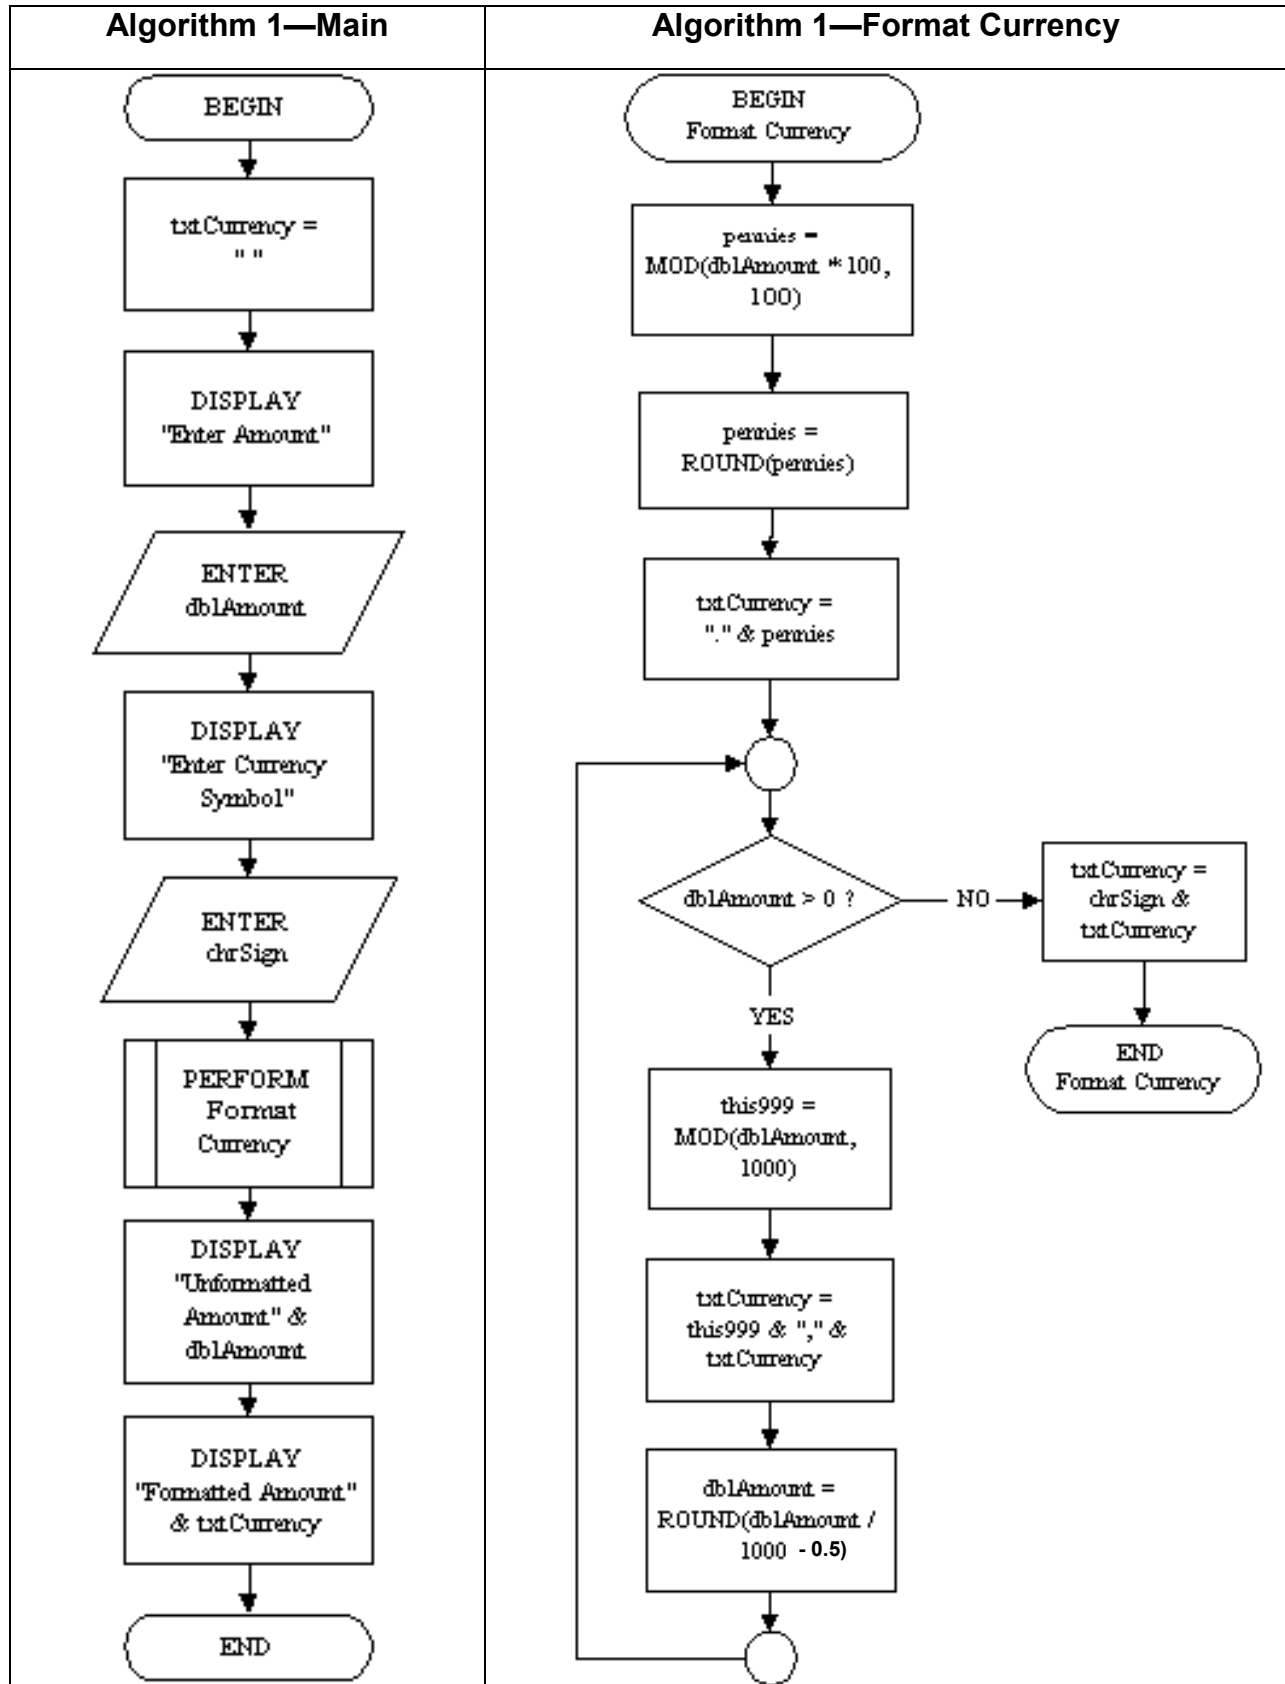 Algorithm 1—Main
BEGIN
txtCurrency =
" "
DISPLAY
"Enter Amount"
ENTER
dblAmount
DISPLAY
"Enter Currency
Symbol"
ENTER
chrSign
PERFORM
Format
Currency
DISPLAY
"Unformatted
Amount" &
dblAmount
DISPLAY
"Formatted Amount"
& txtCurrency
END
Algorithm 1—Format Currency
BEGIN
Format Currency
pennies =
MOD(dblAmount * 100,
100)
pennies =
ROUND(pennies)
txtCurrency =
"." & pennies
dblAmount > 0 ?
NO
txtCurrency =
chrSign &
txtCurrency
END
Format Currency
YES
this999 =
MOD(dblAmount,
1000)
txtCurrency =
this999 & "," &
txtCurrency
dblAmount =
ROUND(dblAmount /
1000 - 0.5)